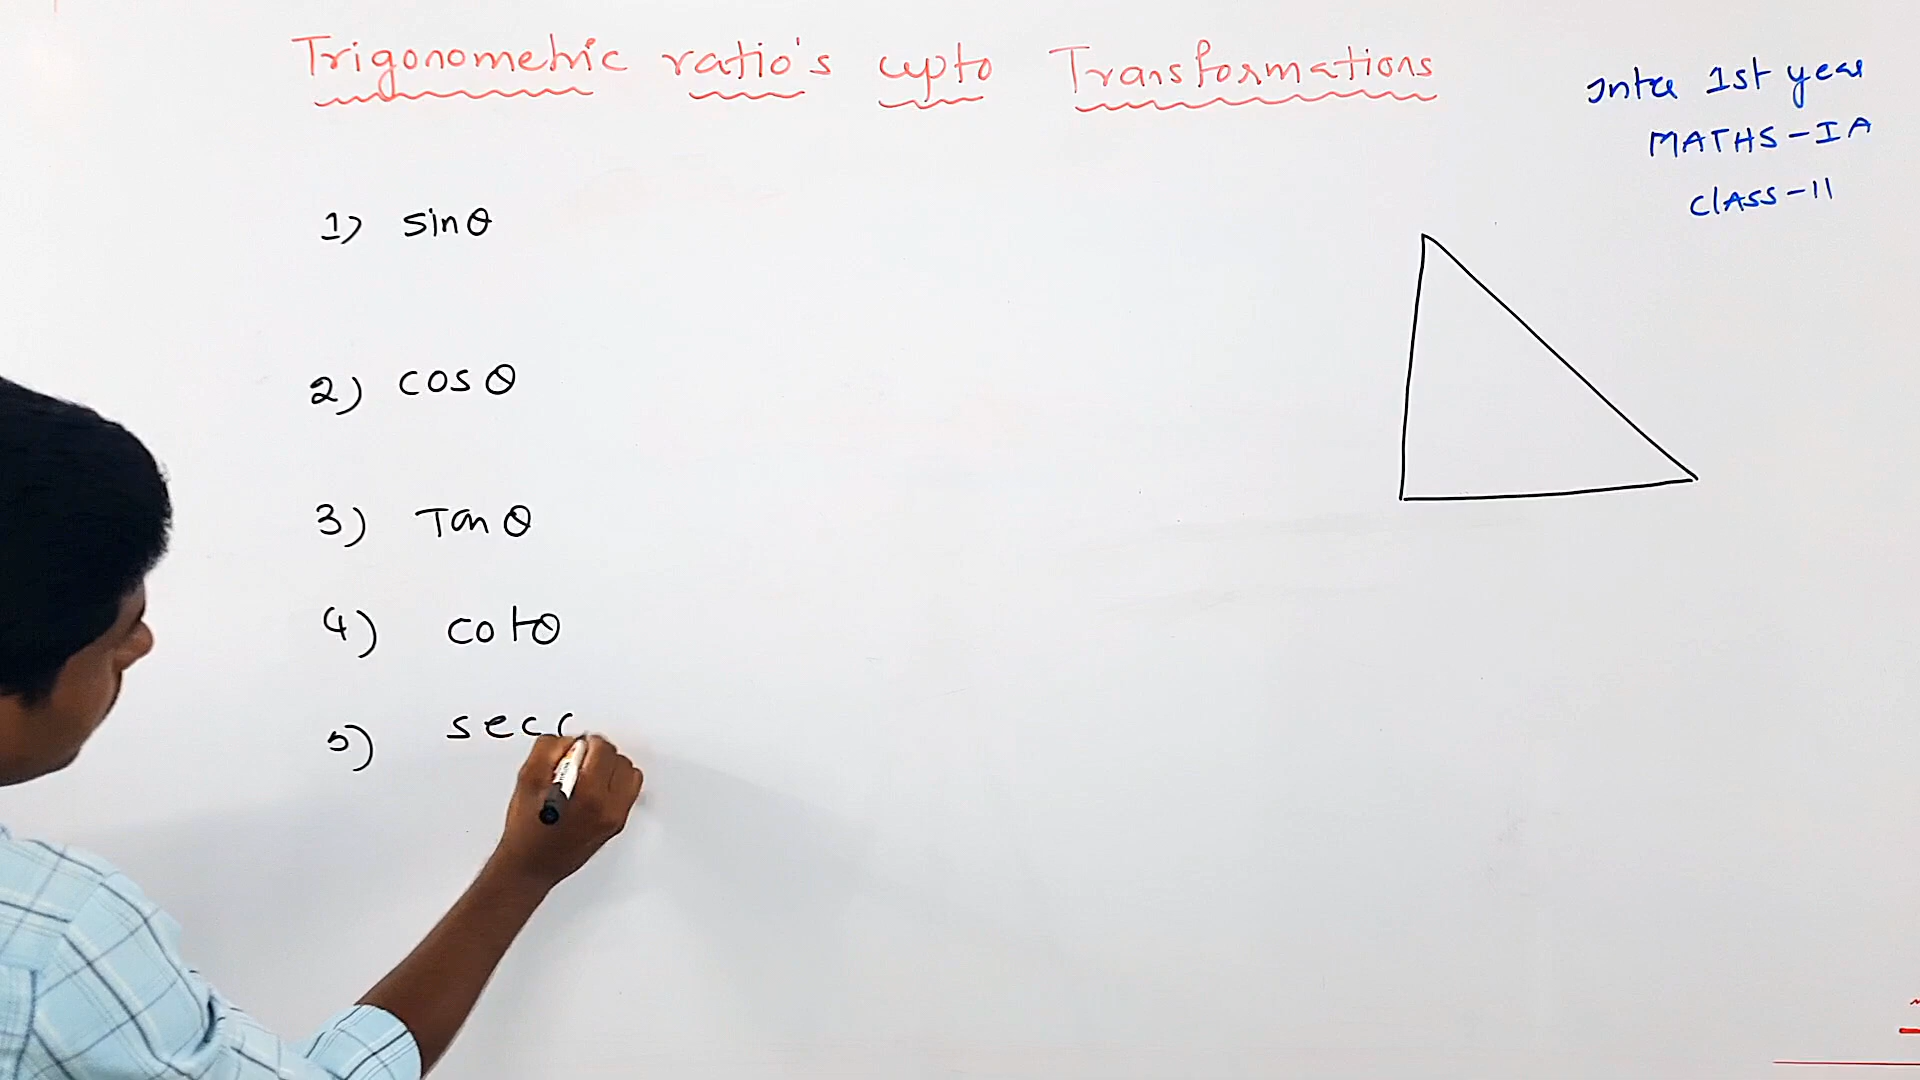 Trigonometric ratio's upto Transformations
Inter 1st year
MATHS-IA
ClASS-11
1) sinθ
2) cosθ
3) Tanθ
4) cotθ
5) sec